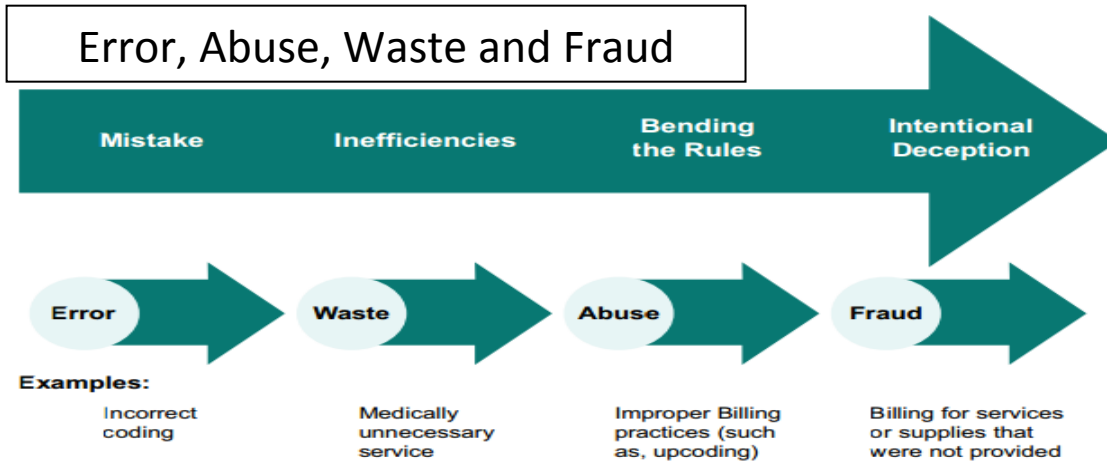 Error, Abuse, Waste and Fraud
Mistake
Inefficiencies
Bending
the Rules
Intentional
Deception
Error
Waste
Abuse
Fraud
Examples:
Incorrect
coding
Medically
unnecessary
service
Improper Billing
practices (such
as, upcoding)
Billing for services
or supplies that
were not provided